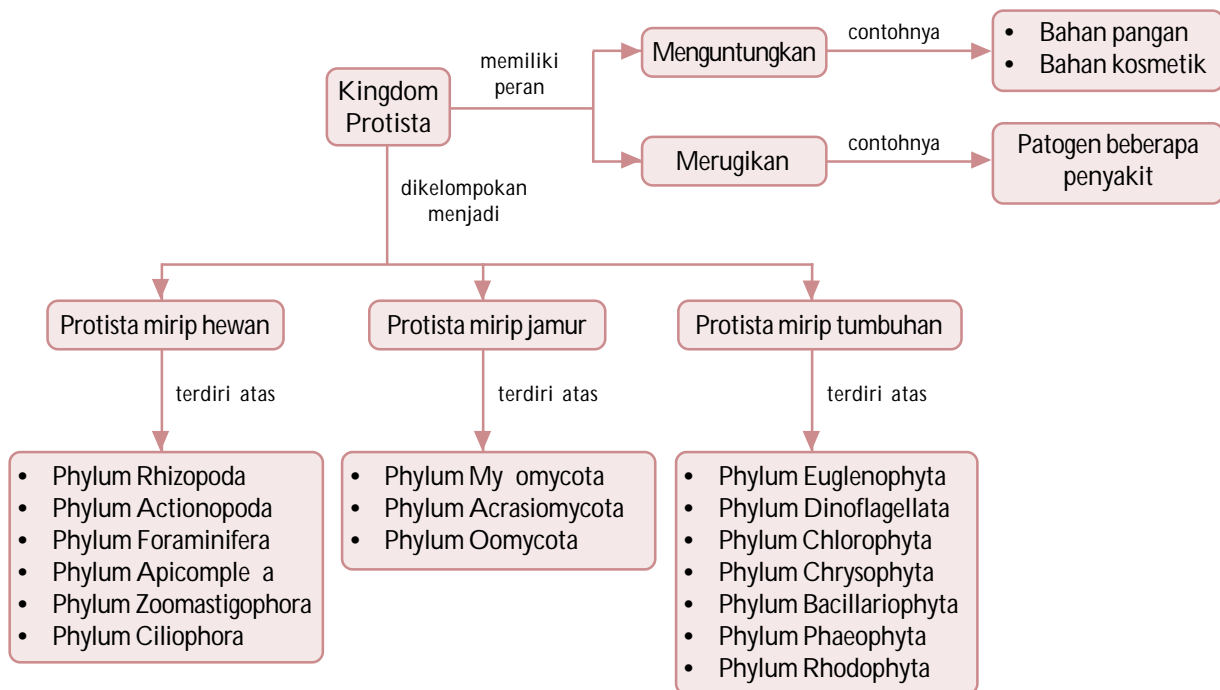 Kingdom
Protista
memiliki
peran
Menguntungkan
contohnya
• Bahan pangan
• Bahan kosmetik
Merugikan
contohnya
Patogen beberapa
penyakit
dikelompokan
menjadi
Protista mirip hewan
Protista mirip jamur
Protista mirip tumbuhan
terdiri atas
terdiri atas
terdiri atas
• Phylum Rhizopoda
• Phylum Actionopoda
• Phylum Foraminifera
• Phylum Apicomple a
• Phylum Zoomastigophora
• Phylum Ciliophora
• Phylum My omycota
• Phylum Acrasiomycota
• Phylum Oomycota
• Phylum Euglenophyta
• Phylum Dinoflagellata
• Phylum Chlorophyta
• Phylum Chrysophyta
• Phylum Bacillariophyta
• Phylum Phaeophyta
• Phylum Rhodophyta